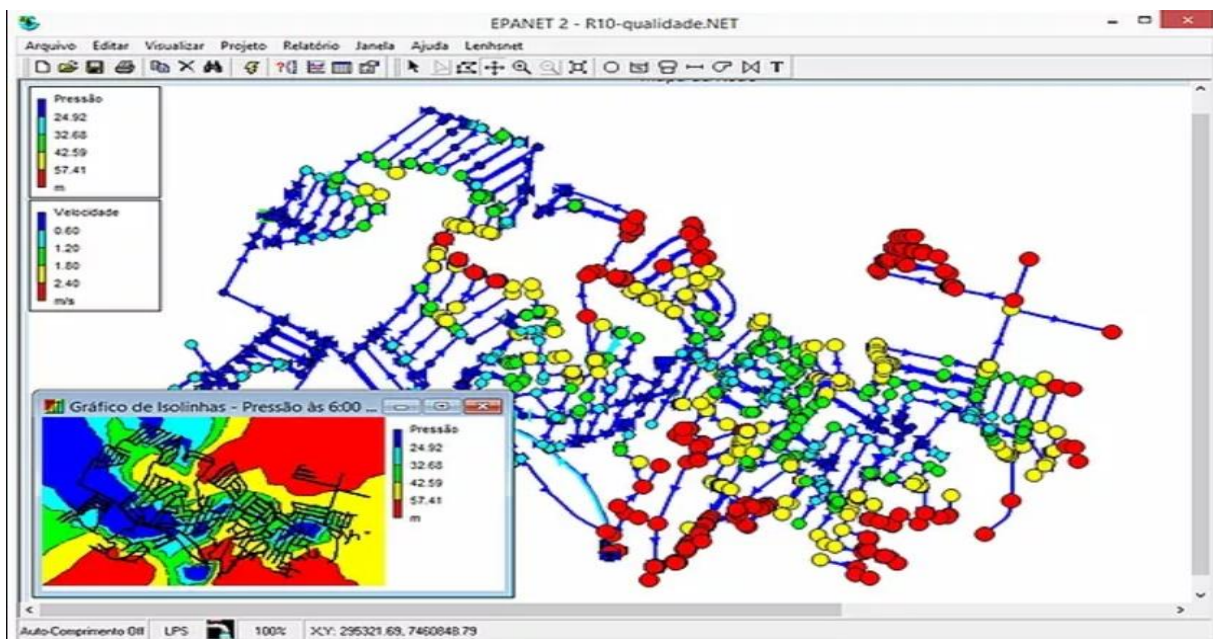 EPANET 2 - R10-qualidade.NET
Arquivo Editar Visualizar Projeto Relatório Janela Ajuda Lenhsnet
T
Pressão
24.92
32.68
42.59
57.41
m
Velocidade
0.60
1.20
1.80
2.40
m/s
Gráfico de Isolinhas - Pressão às 6:00 ...
Pressão
24.92
32.68
42.59
57.41
m
Auto-Comprimento Off LPS 100% X,Y: 295321.69, 7460848.79